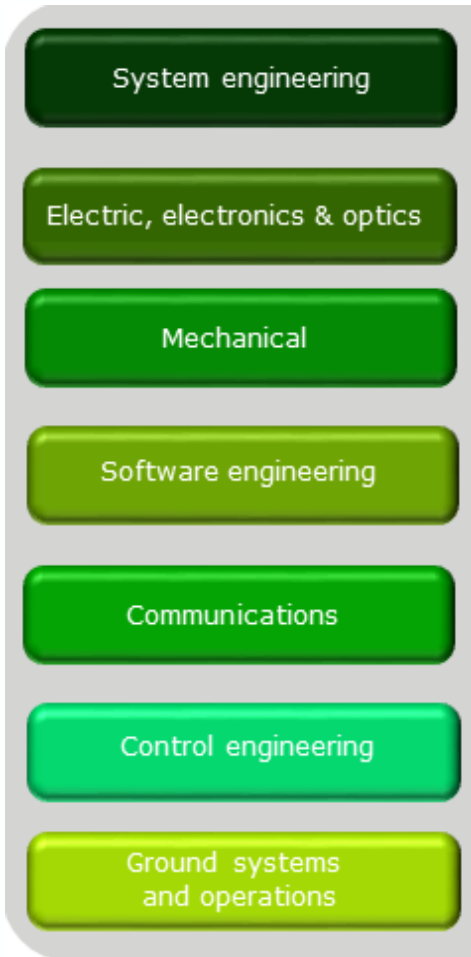 System engineering
Electric, electronics & optics
Mechanical
Software engineering
Communications
Control engineering
Ground systems
and operations